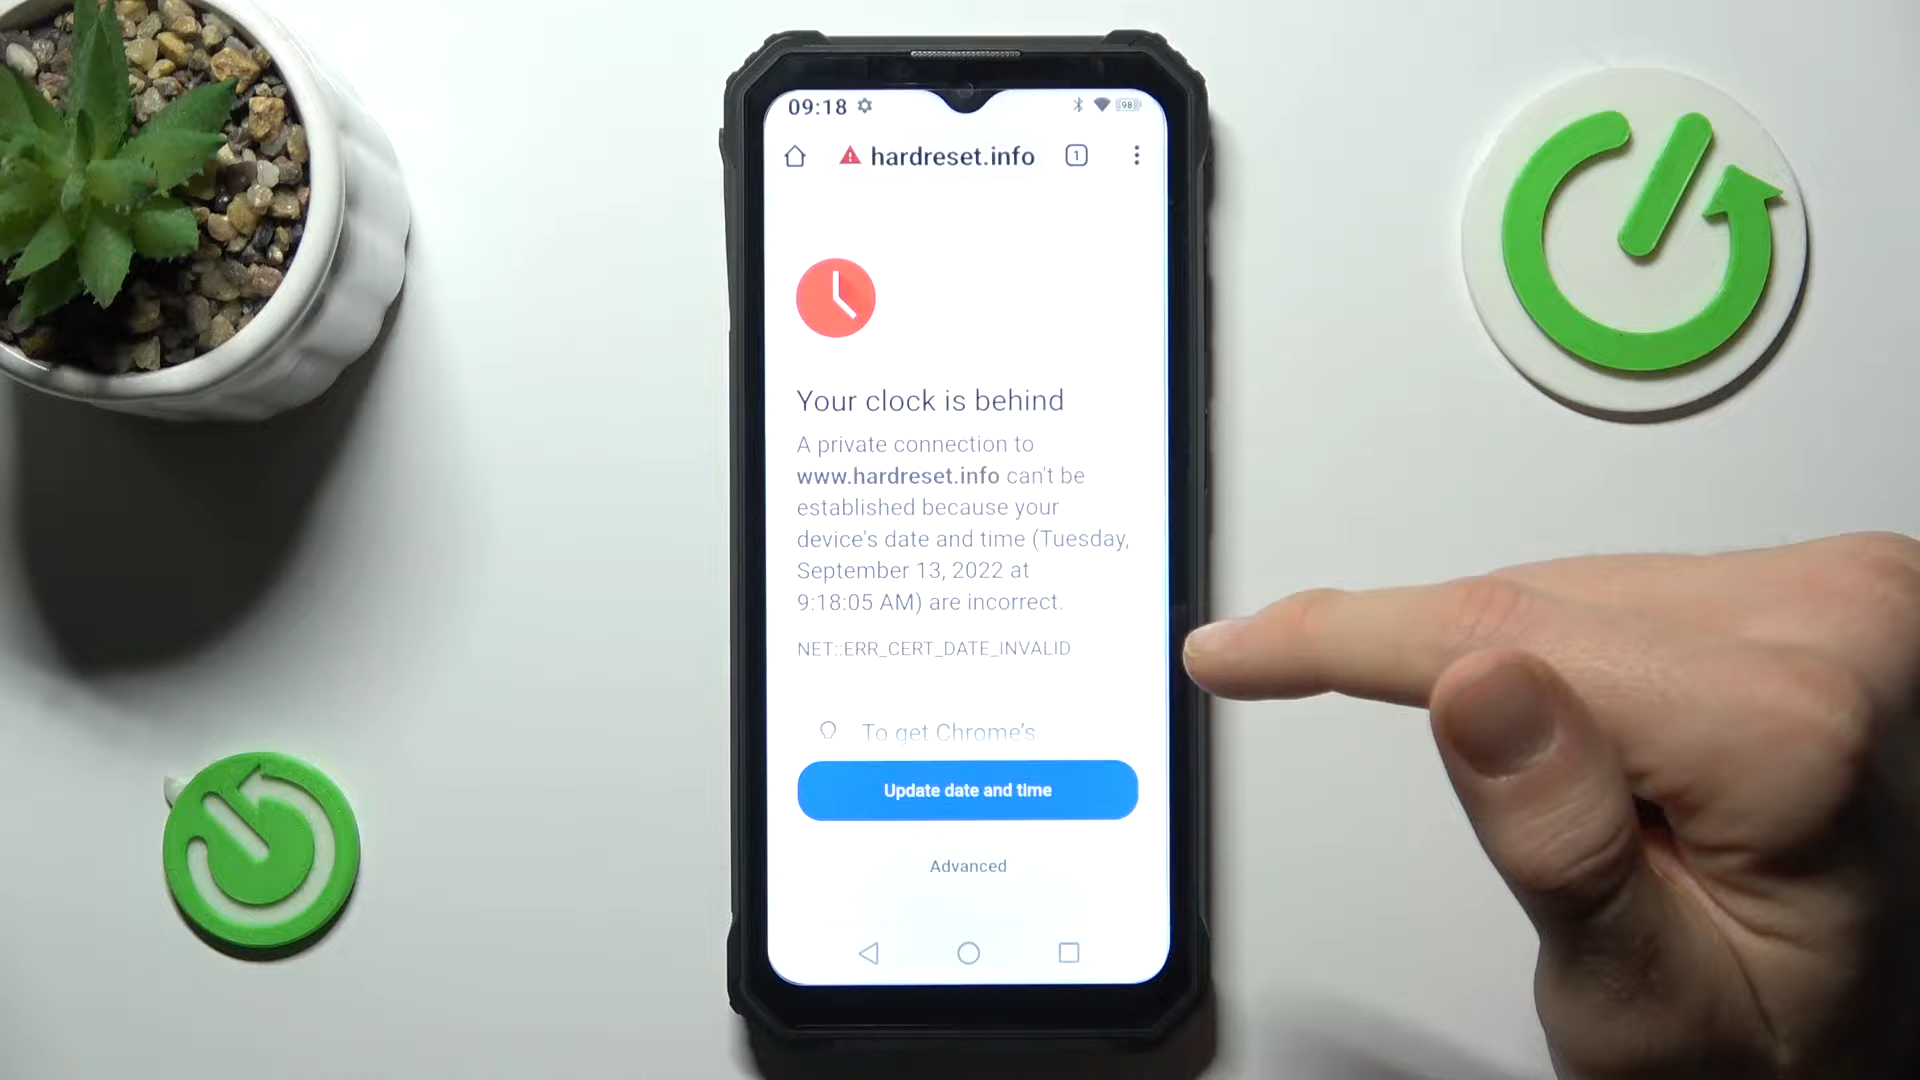 09:18
98
hardreset.info
1
Your clock is behind
A private connection to
www.hardreset.info can't be
established because your
device's date and time (Tuesday,
September 13, 2022 at
9:18:05 AM) are incorrect.
NET::ERR_CERT_DATE_INVALID
To get Chrome's
Update date and time
Advanced